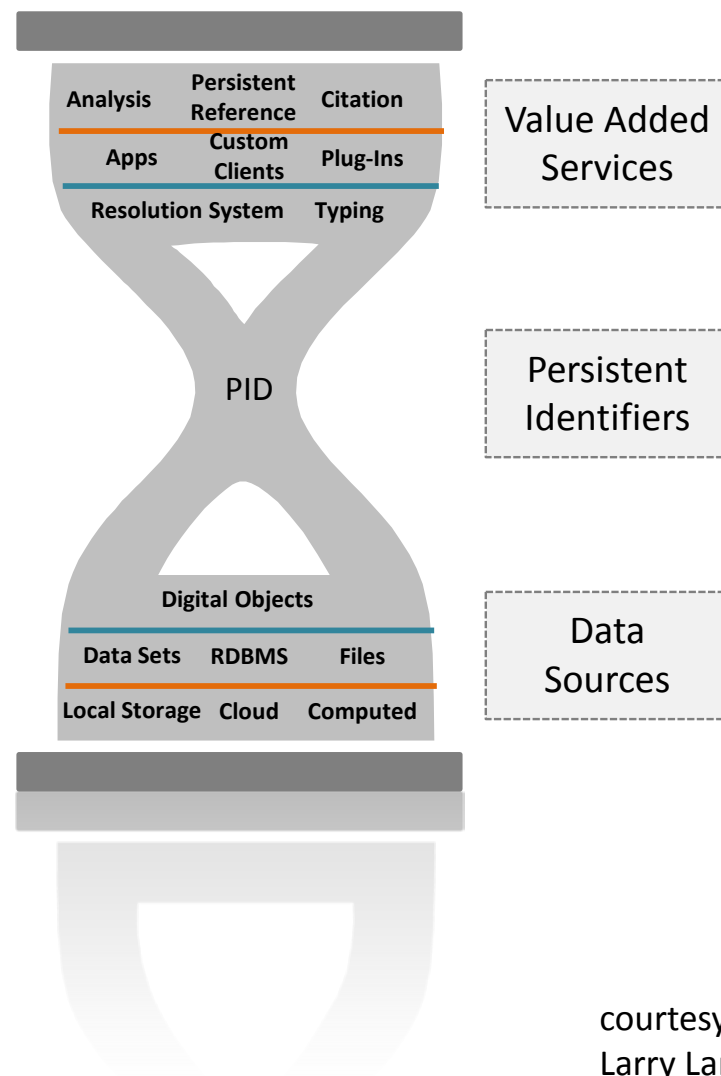 Analysis Persistent Reference Citation
Apps Custom Clients Plug-Ins
Resolution System Typing
Value Added
Services
PID
Persistent
Identifiers
Digital Objects
Data Sets RDBMS Files
Local Storage Cloud Computed
Data
Sources
courtesy
Larry